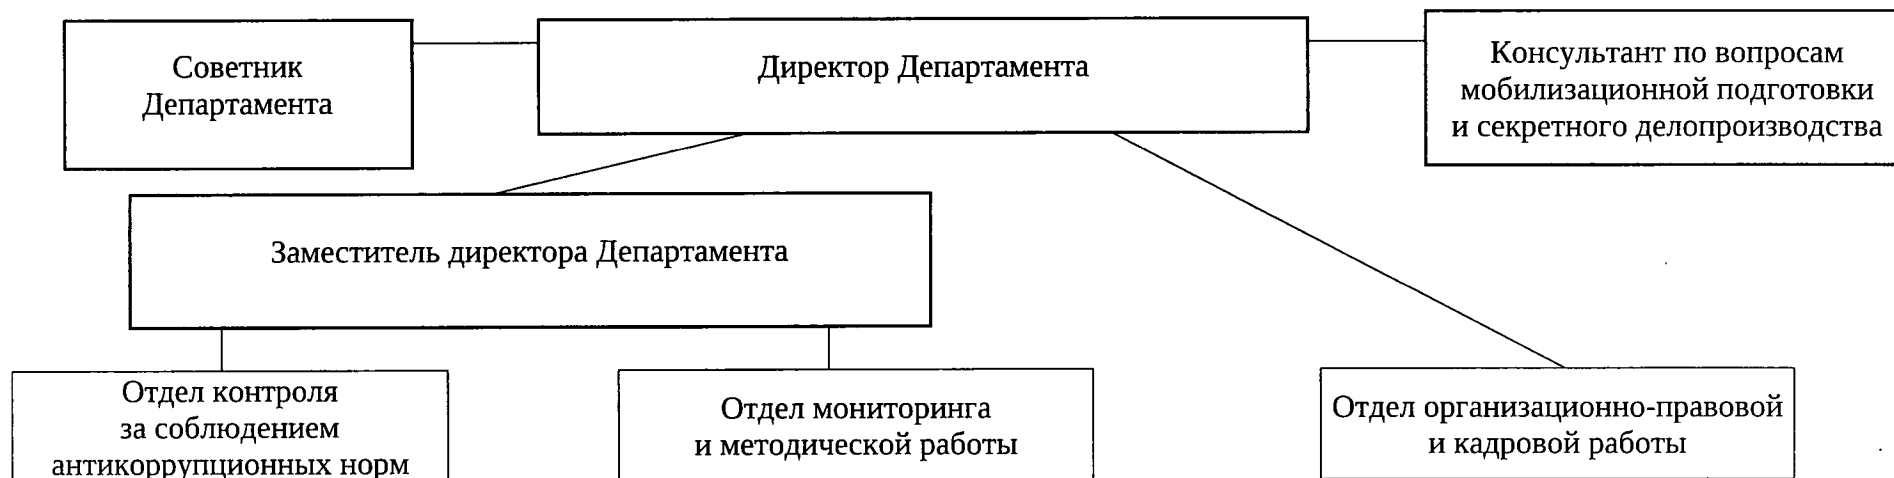 Советник
Департамента
Директор Департамента
Консультант по вопросам
мобилизационной подготовки
и секретного делопроизводства
Заместитель директора Департамента
Отдел контроля
за соблюдением
антикоррупционных норм
Отдел мониторинга
и методической работы
Отдел организационно-правовой
и кадровой работы